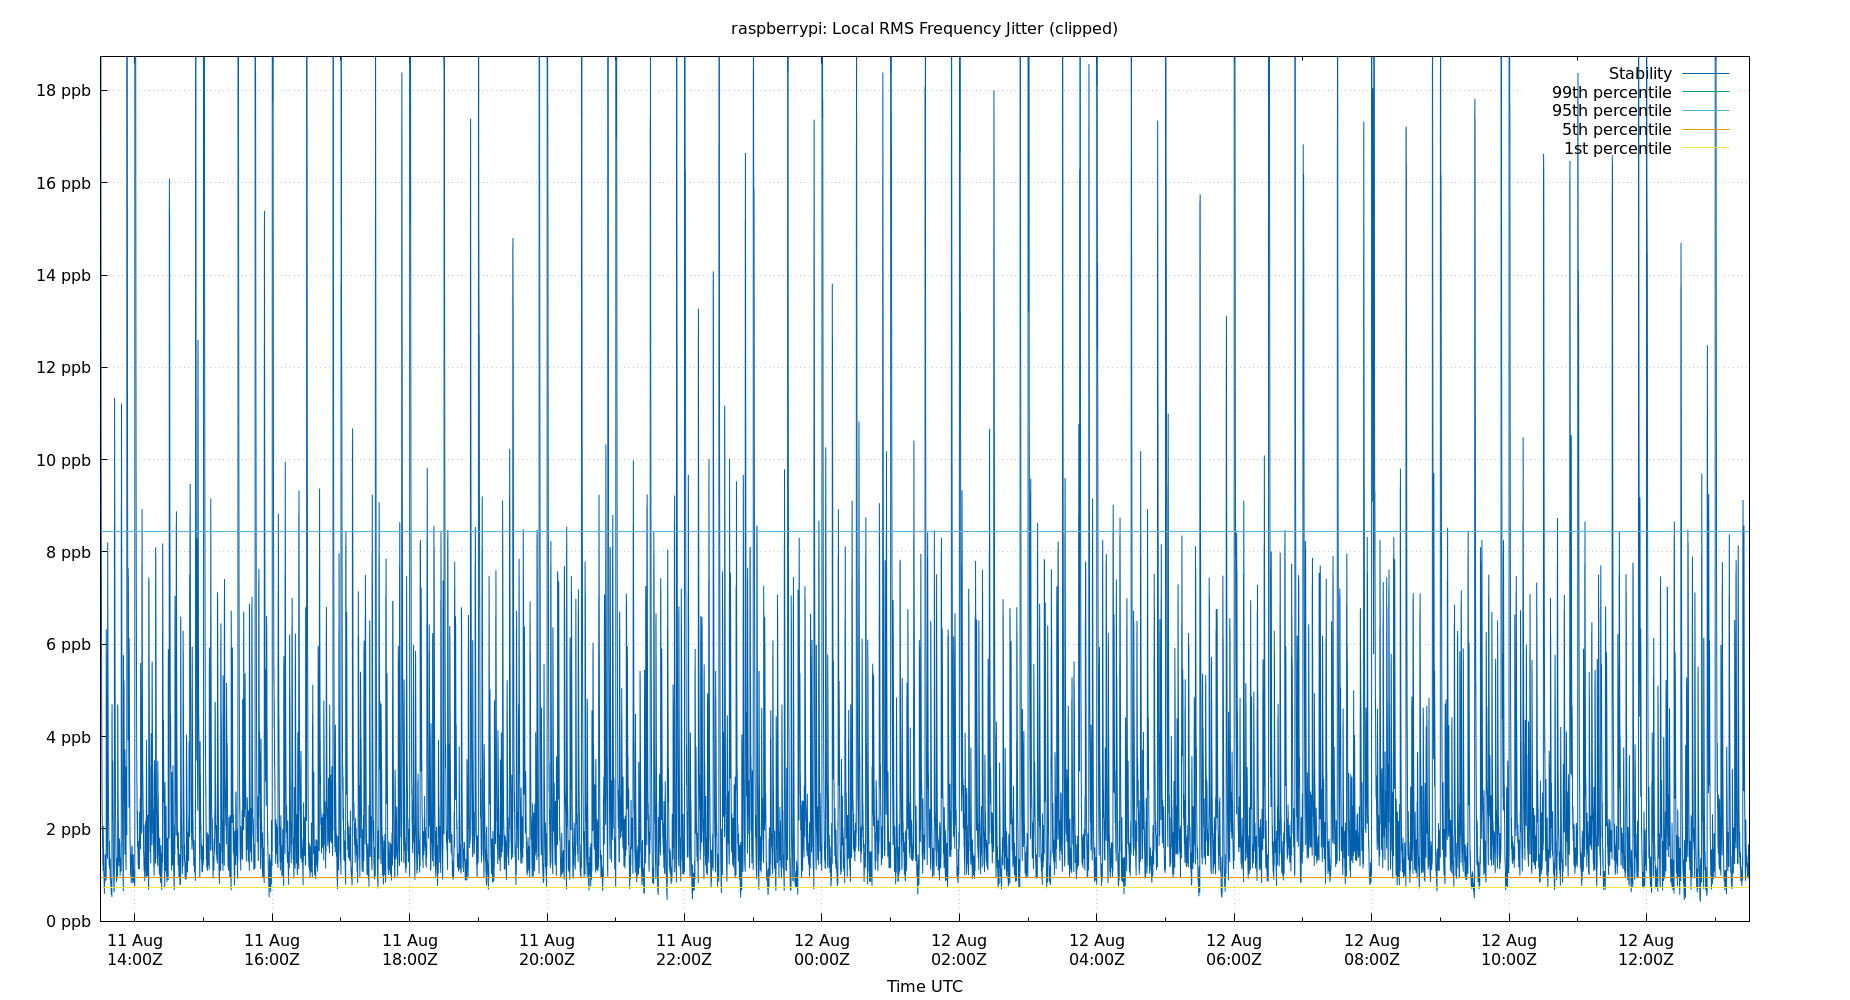 raspberrypi: Local RMS Frequency Jitter (clipped)
18 ppb
16 ppb
14 ppb
12 ppb
10 ppb
8 ppb
6 ppb
4 ppb
2 ppb
0 ppb
Stability
99th percentile
95th percentile
5th percentile
1st percentile
11 Aug 11 Aug 11 Aug 11 Aug 11 Aug 12 Aug 12 Aug 12 Aug 12 Aug 12 Aug 12 Aug 12 Aug
14:00Z 16:00Z 18:00Z 20:00Z 22:00Z 00:00Z 02:00Z 04:00Z 06:00Z 08:00Z 10:00Z 12:00Z
Time UTC